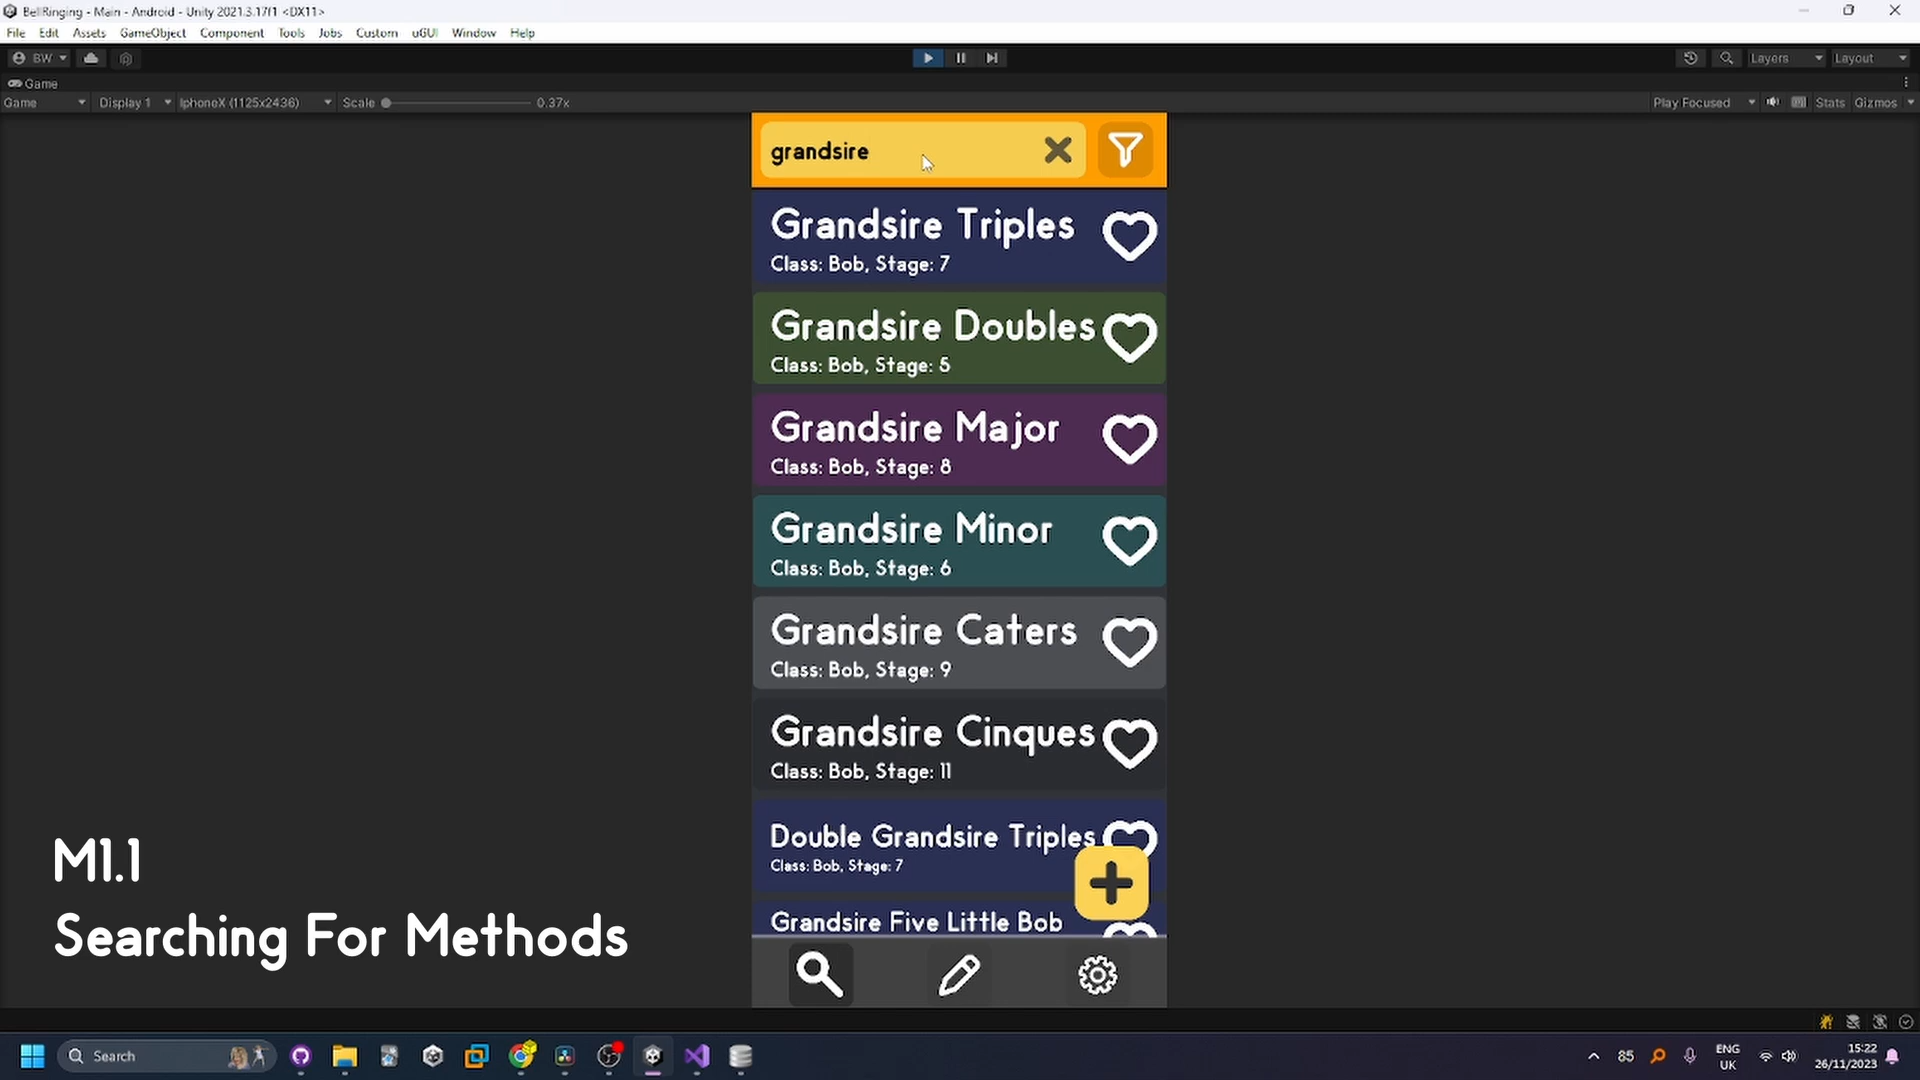 BellRinging - Main - Android - Unity 2021.3.17f1 <DX11>
File Edit Assets GameObject Component Tools Jobs Custom uGUI Window Help
BW Layers Layout
Game
Game Display 1 IphoneX (1125x2436) Scale 0.37x Play Focused Stats Gizmos
grandsire
Grandsire Triples
Class: Bob, Stage: 7
Grandsire Doubles
Class: Bob, Stage: 5
Grandsire Major
Class: Bob, Stage: 8
Grandsire Minor
Class: Bob, Stage: 6
Grandsire Caters
Class: Bob, Stage: 9
Grandsire Cinques
Class: Bob, Stage: 11
Double Grandsire Triples
Class: Bob, Stage: 7
Grandsire Five Little Bob
M1.1
Searching For Methods
Search 85 ENG UK 15:22
26/11/2023